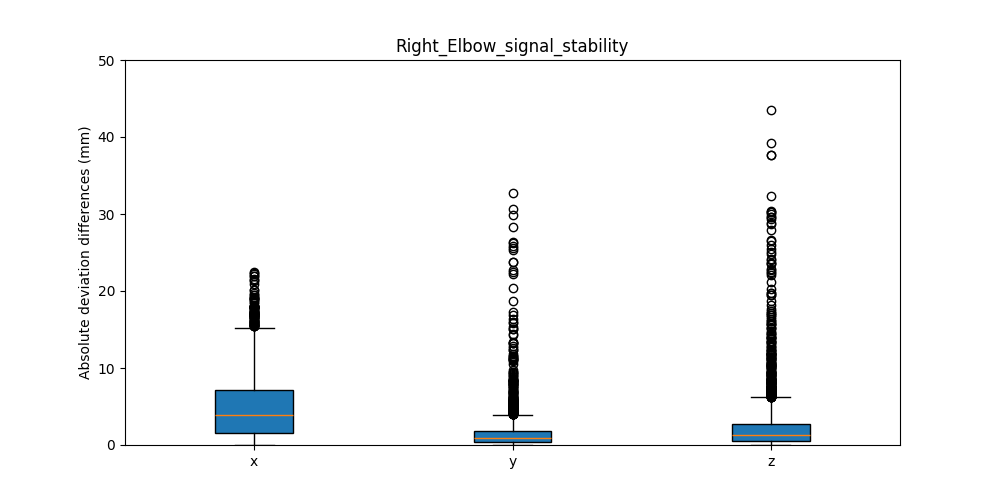 Right_Elbow_signal_stability
Absolute deviation differences (mm)
50
40
30
20
10
0
x y z